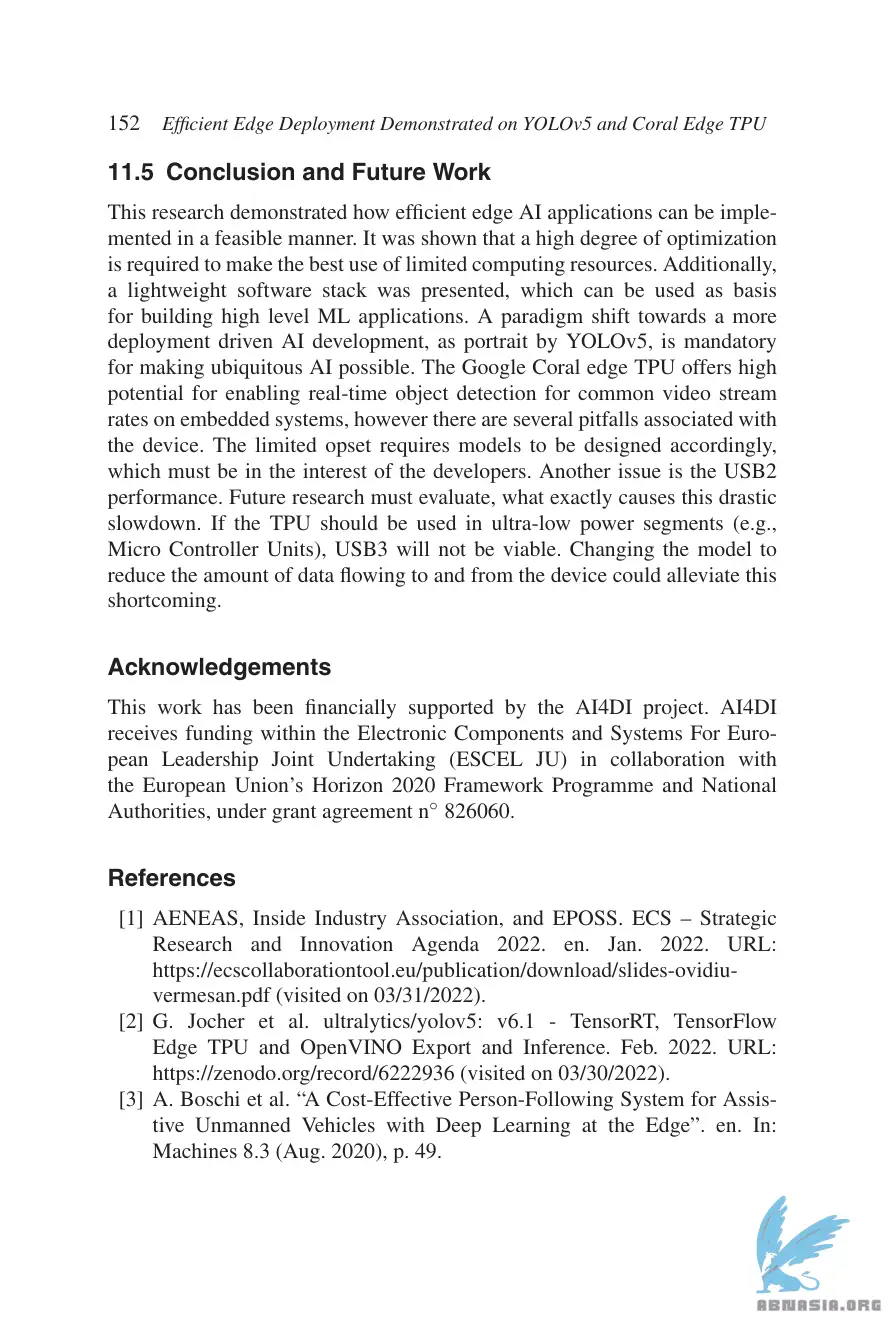 152 Efficient Edge Deployment Demonstrated on YOLOv5 and Coral Edge TPU
11.5 Conclusion and Future Work
This research demonstrated how efficient edge AI applications can be imple-
mented in a feasible manner. It was shown that a high degree of optimization
is required to make the best use of limited computing resources. Additionally,
a lightweight software stack was presented, which can be used as basis
for building high level ML applications. A paradigm shift towards a more
deployment driven AI development, as portrait by YOLOv5, is mandatory
for making ubiquitous AI possible. The Google Coral edge TPU offers high
potential for enabling real-time object detection for common video stream
rates on embedded systems, however there are several pitfalls associated with
the device. The limited opset requires models to be designed accordingly,
which must be in the interest of the developers. Another issue is the USB2
performance. Future research must evaluate, what exactly causes this drastic
slowdown. If the TPU should be used in ultra-low power segments (e.g.,
Micro Controller Units), USB3 will not be viable. Changing the model to
reduce the amount of data flowing to and from the device could alleviate this
shortcoming.
Acknowledgements
This work has been financially supported by the AI4DI project. AI4DI
receives funding within the Electronic Components and Systems For Euro-
pean Leadership Joint Undertaking (ESCEL JU) in collaboration with
the European Union's Horizon 2020 Framework Programme and National
Authorities, under grant agreement n° 826060.
References
[1] AENEAS, Inside Industry Association, and EPOSS. ECS – Strategic
Research and Innovation Agenda 2022. en. Jan. 2022. URL:
https://ecscollaborationtool.eu/publication/download/slides-ovidiu-
vermesan.pdf (visited on 03/31/2022).
[2] G. Jocher et al. ultralytics/yolov5: v6.1 - TensorRT, TensorFlow
Edge TPU and OpenVINO Export and Inference. Feb. 2022. URL:
https://zenodo.org/record/6222936 (visited on 03/30/2022).
[3] A. Boschi et al. “A Cost-Effective Person-Following System for Assis-
tive Unmanned Vehicles with Deep Learning at the Edge”. en. In:
Machines 8.3 (Aug. 2020), p. 49.
ABNASIA.ORG